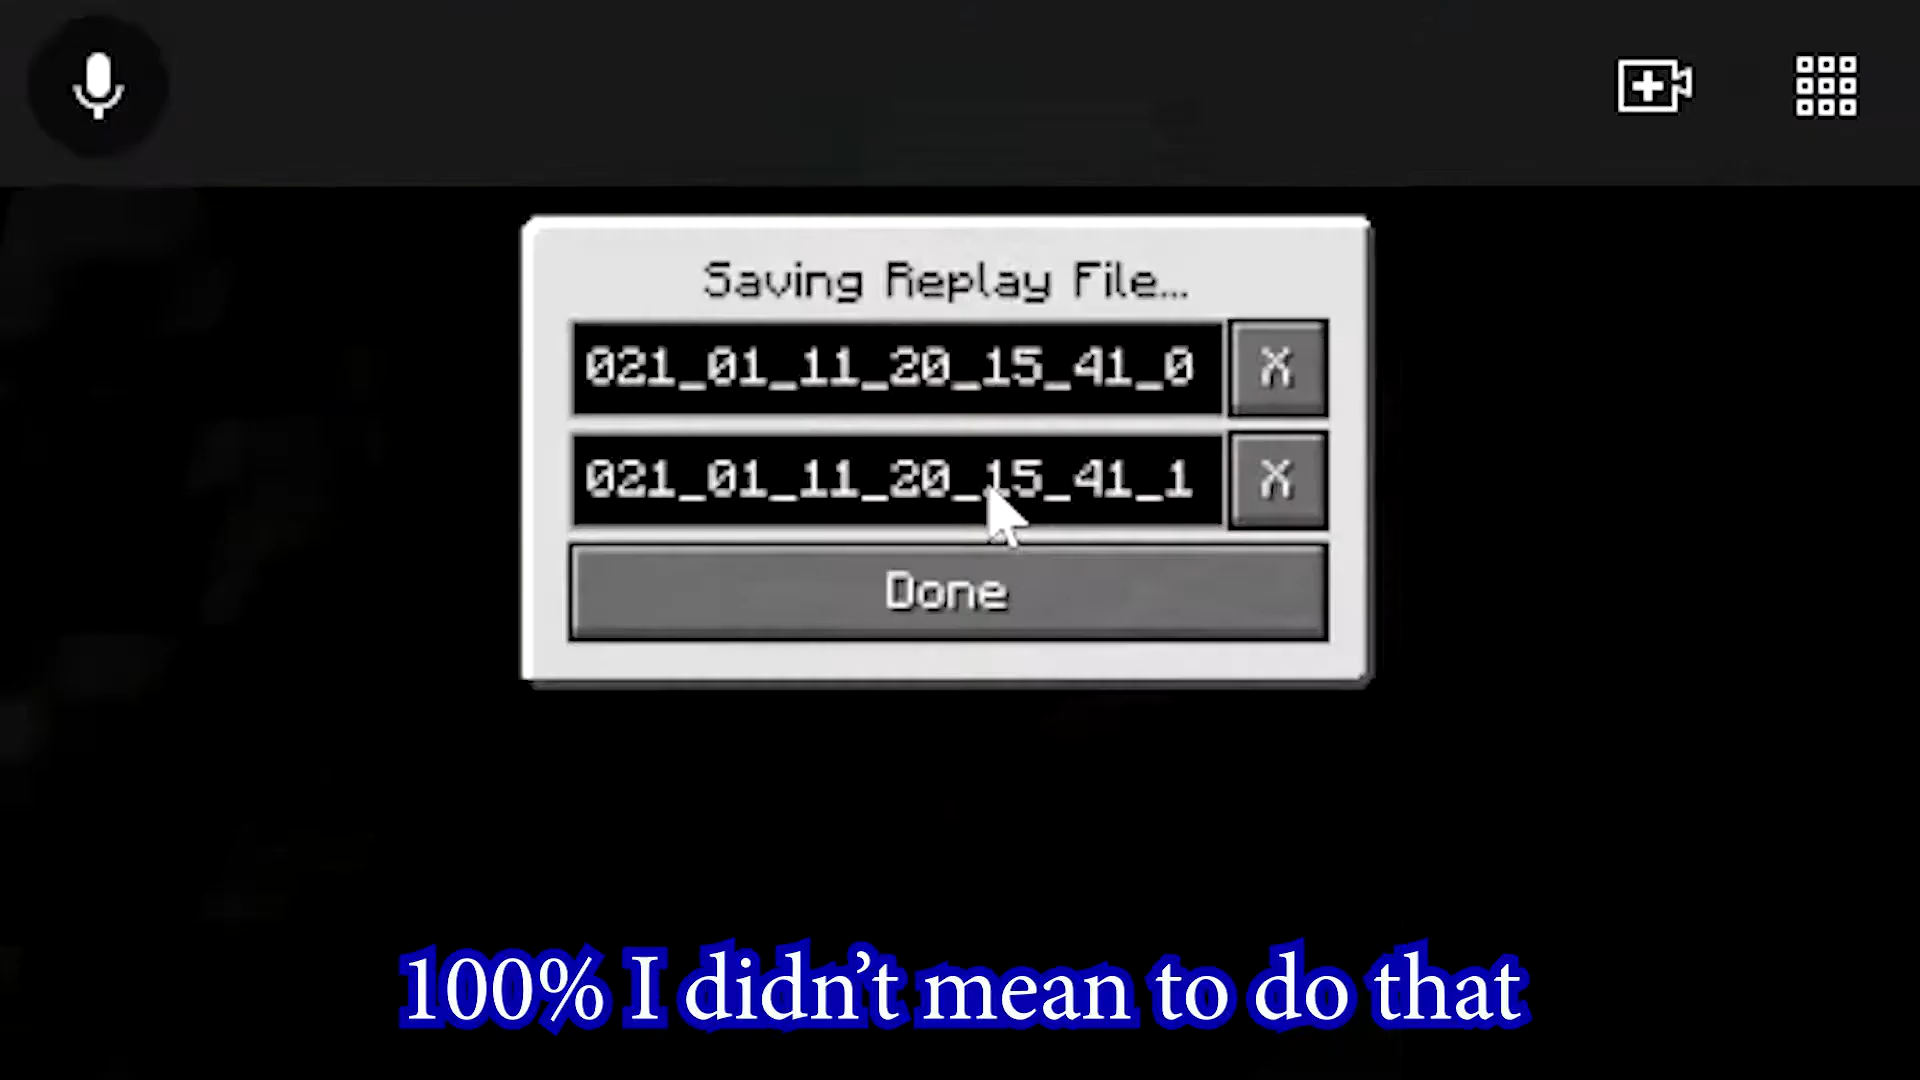 Saving Replay File...
021_01_11_20_15_41_0
X
021_01_11_20_15_41_1
X
Done
100% I didn’t mean to do that